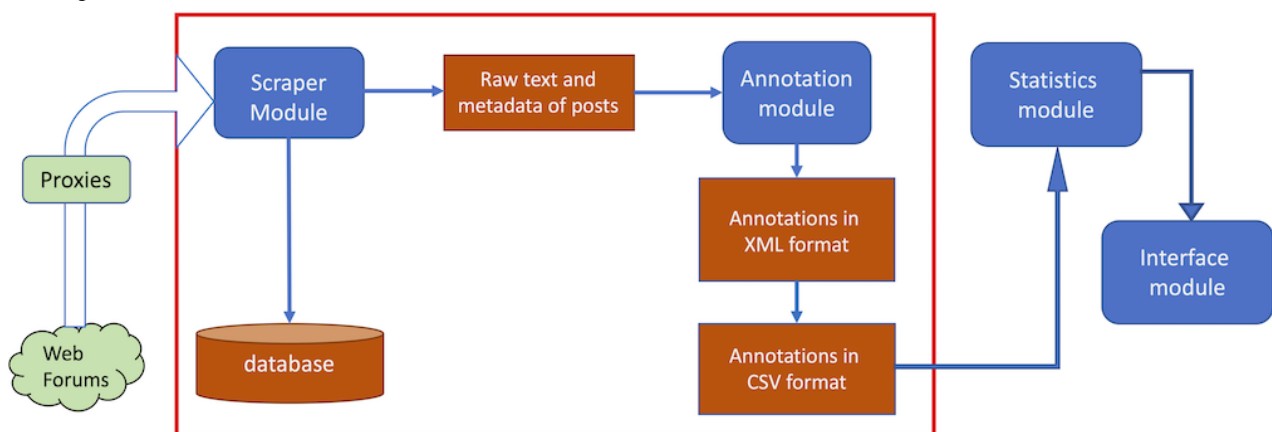 Scraper
Module
Raw text and
metadata of posts
Annotation
module
Statistics
module
Proxies
Annotations in
XML format
Interface
module
Web
Forums
database
Annotations in
CSV format